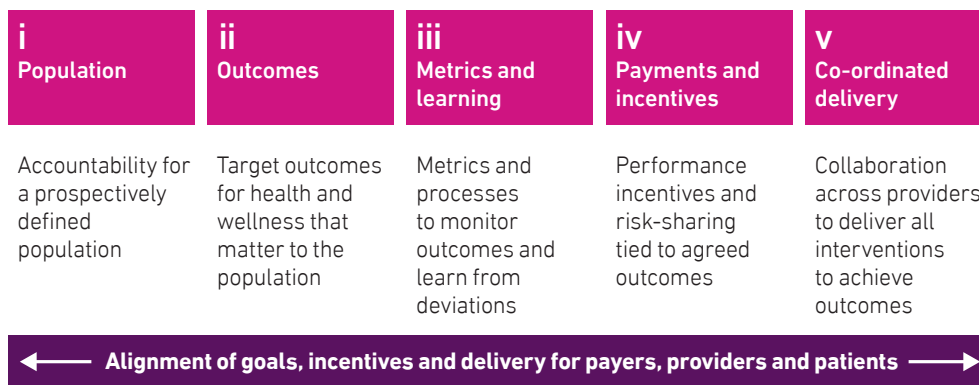 i
Population
Accountability for
a prospectively
defined
population
ii
Outcomes
Target outcomes
for health and
wellness that
matter to the
population
iii
Metrics and
learning
Metrics and
processes
to monitor
outcomes and
learn from
deviations
iv
Payments and
incentives
Performance
incentives and
risk-sharing
tied to agreed
outcomes
v
Co-ordinated
delivery
Collaboration
across providers
to deliver all
interventions
to achieve
outcomes
Alignment of goals, incentives and delivery for payers, providers and patients